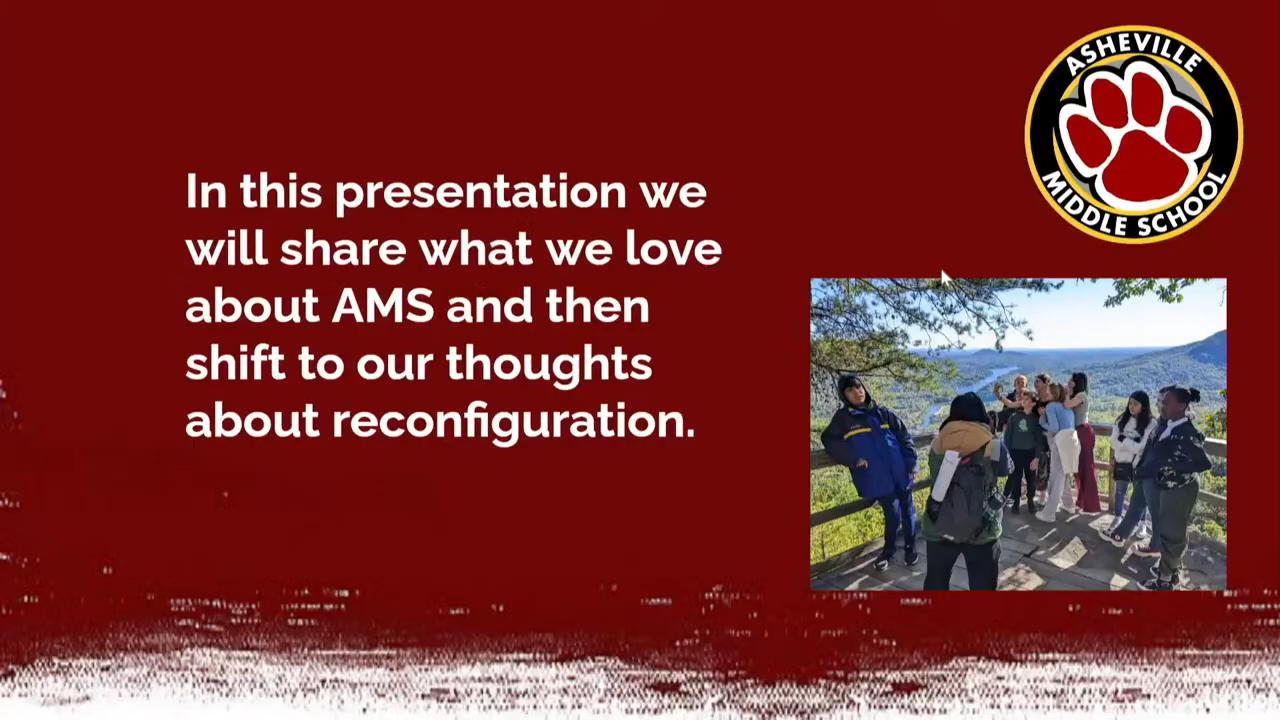 ASHEVILLE
MIDDLE SCHOOL
In this presentation we
will share what we love
about AMS and then
shift to our thoughts
about reconfiguration.